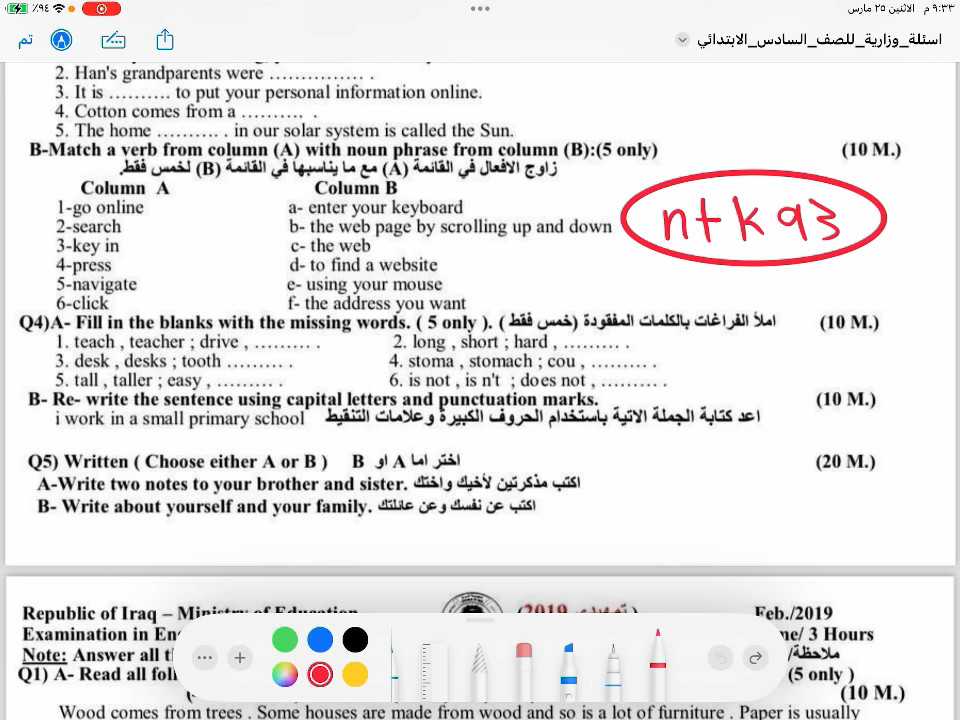 ٩:٣٣ م الاثنين ٢٥ مارس
٪٩٤
اسئلة_وزارية_للصف_السادس_الابتدائي
تم
2. Han's grandparents were ............... .
3. It is .......... to put your personal information online.
4. Cotton comes from a .......... .
5. The home .......... . in our solar system is called the Sun.
B-Match a verb from column (A) with noun phrase from column (B):(5 only) (10 M.)
زاوج الافعال في القائمة (A) مع ما يناسبها في القائمة (B) لخمس فقط.
Column A Column B
1-go online a- enter your keyboard
2-search b- the web page by scrolling up and down
3-key in c- the web
4-press d- to find a website
5-navigate e- using your mouse
6-click f- the address you want
n t k q 3
Q4)A- Fill in the blanks with the missing words. ( 5 only ). ( املأ الفراغات بالكلمات المفقودة (خمس فقط (10 M.)
1. teach , teacher ; drive , ......... . 2. long , short ; hard , ......... .
3. desk , desks ; tooth ......... . 4. stoma , stomach ; cou , ......... .
5. tall , taller ; easy , ......... . 6. is not , is n't ; does not , ......... .
B- Re- write the sentence using capital letters and punctuation marks. (10 M.)
i work in a small primary school اعد كتابة الجملة الاتية باستخدام الحروف الكبيرة وعلامات التنقيط
Q5) Written ( Choose either A or B ) اختر اما A او B (20 M.)
A-Write two notes to your brother and sister. اكتب مذكرتين لأخيك واختك
B- Write about yourself and your family. اكتب عن نفسك وعن عائلتك
Republic of Iraq – Ministry of Education (تمهيدي 2019) Feb./2019
Examination in En me/ 3 Hours
Note: Answer all t ملاحظة/
Q1) A- Read all foll (5 only )
(10 M.)
Wood comes from trees . Some houses are made from wood and so is a lot of furniture . Paper is usually